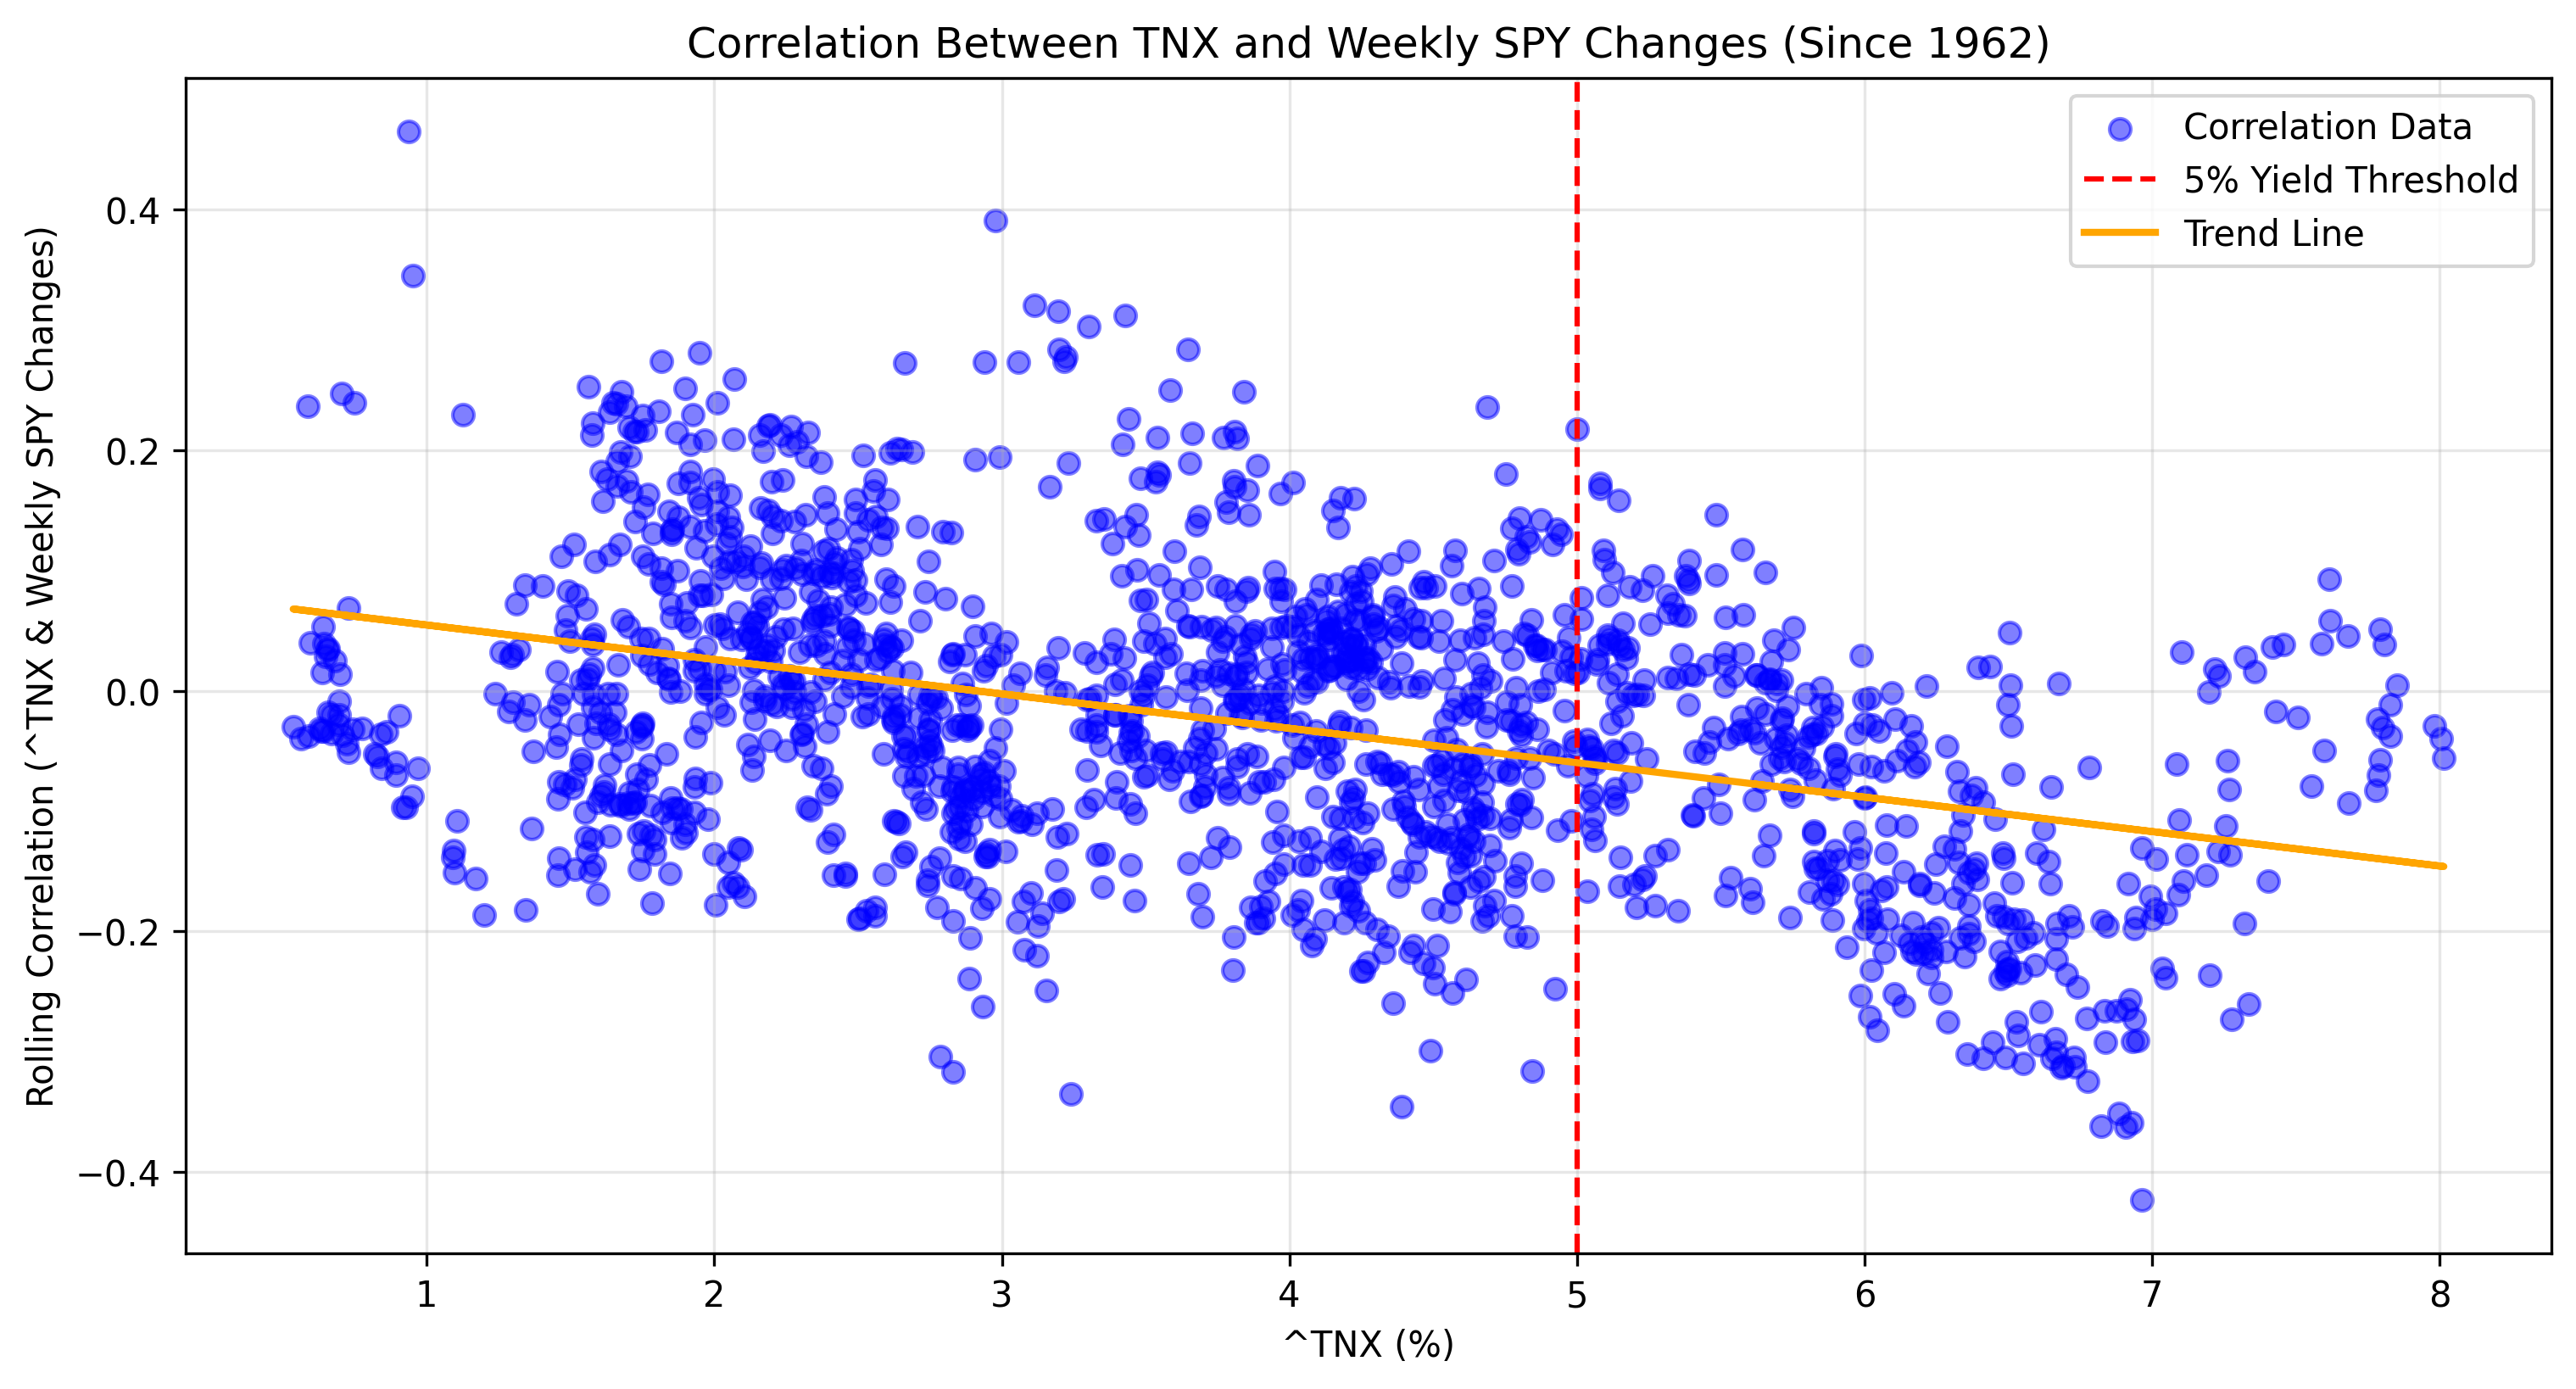 Correlation Between TNX and Weekly SPY Changes (Since 1962)
Correlation Data
5% Yield Threshold
Trend Line
Rolling Correlation (^TNX & Weekly SPY Changes)
0.4
0.2
0.0
−0.2
−0.4
1 2 3 4 5 6 7 8
^TNX (%)